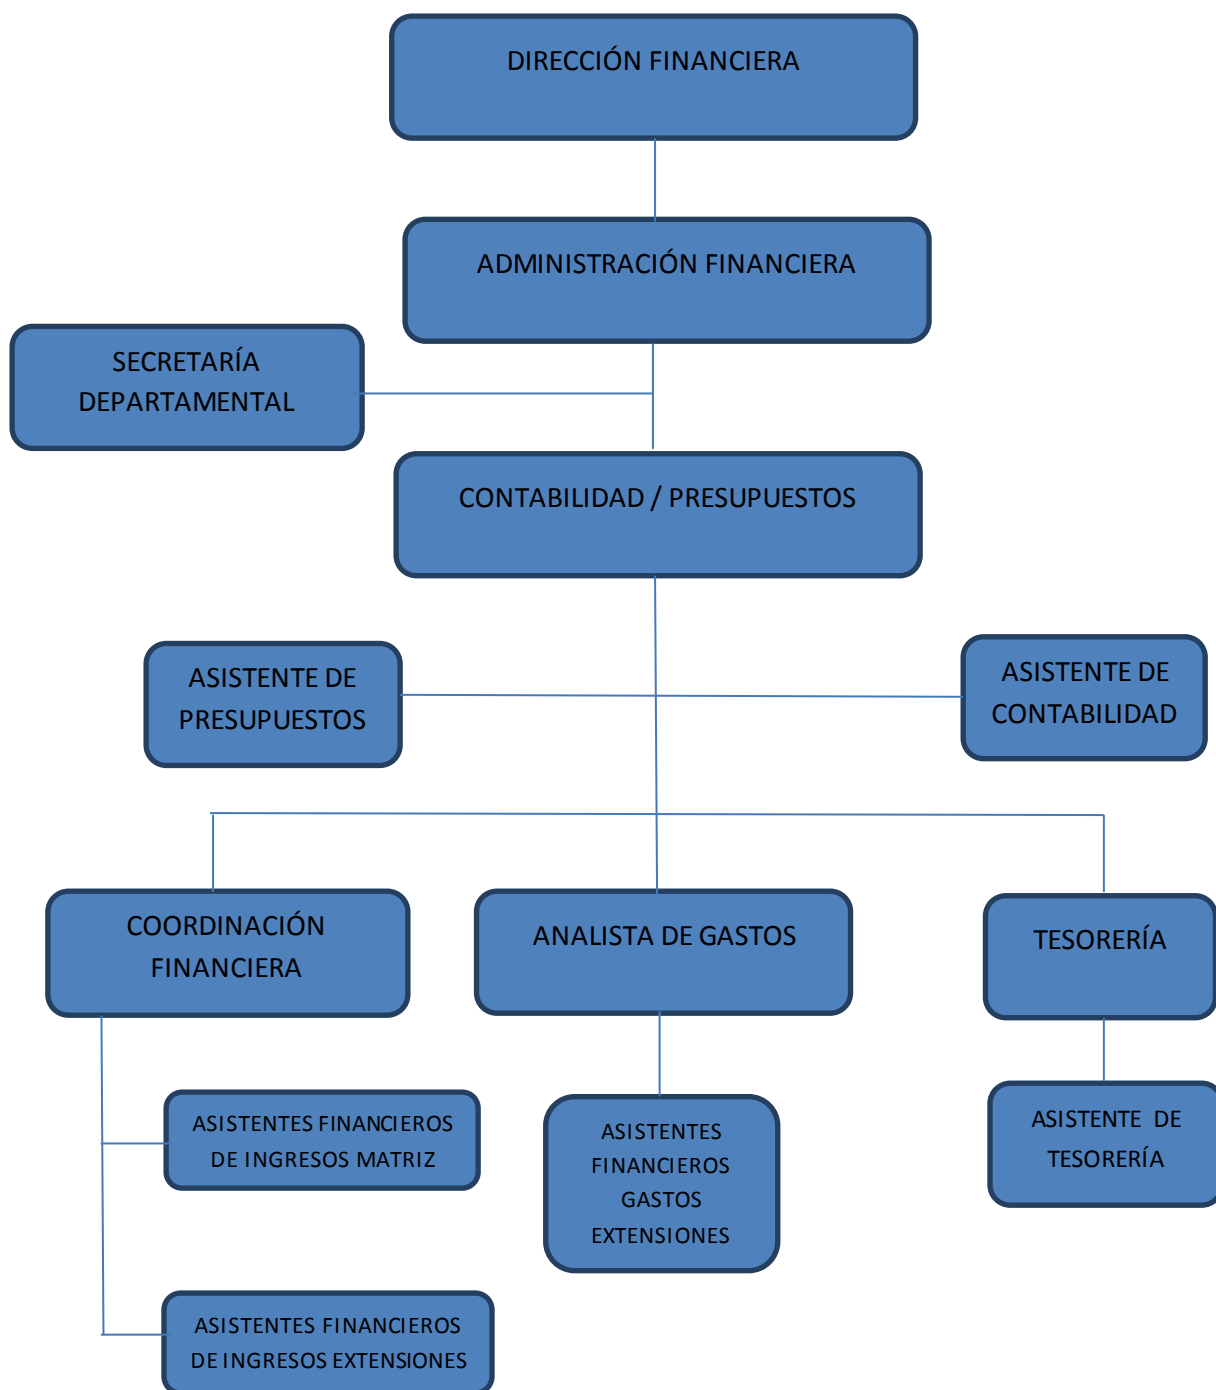 DIRECCIÓN FINANCIERA
ADMINISTRACIÓN FINANCIERA
SECRETARÍA
DEPARTAMENTAL
CONTABILIDAD / PRESUPUESTOS
ASISTENTE DE
PRESUPUESTOS
ASISTENTE DE
CONTABILIDAD
COORDINACIÓN
FINANCIERA
ANALISTA DE GASTOS
TESORERÍA
ASISTENTES FINANCIEROS
DE INGRESOS MATRIZ
ASISTENTES
FINANCIEROS
GASTOS
EXTENSIONES
ASISTENTE DE
TESORERÍA
ASISTENTES FINANCIEROS
DE INGRESOS EXTENSIONES